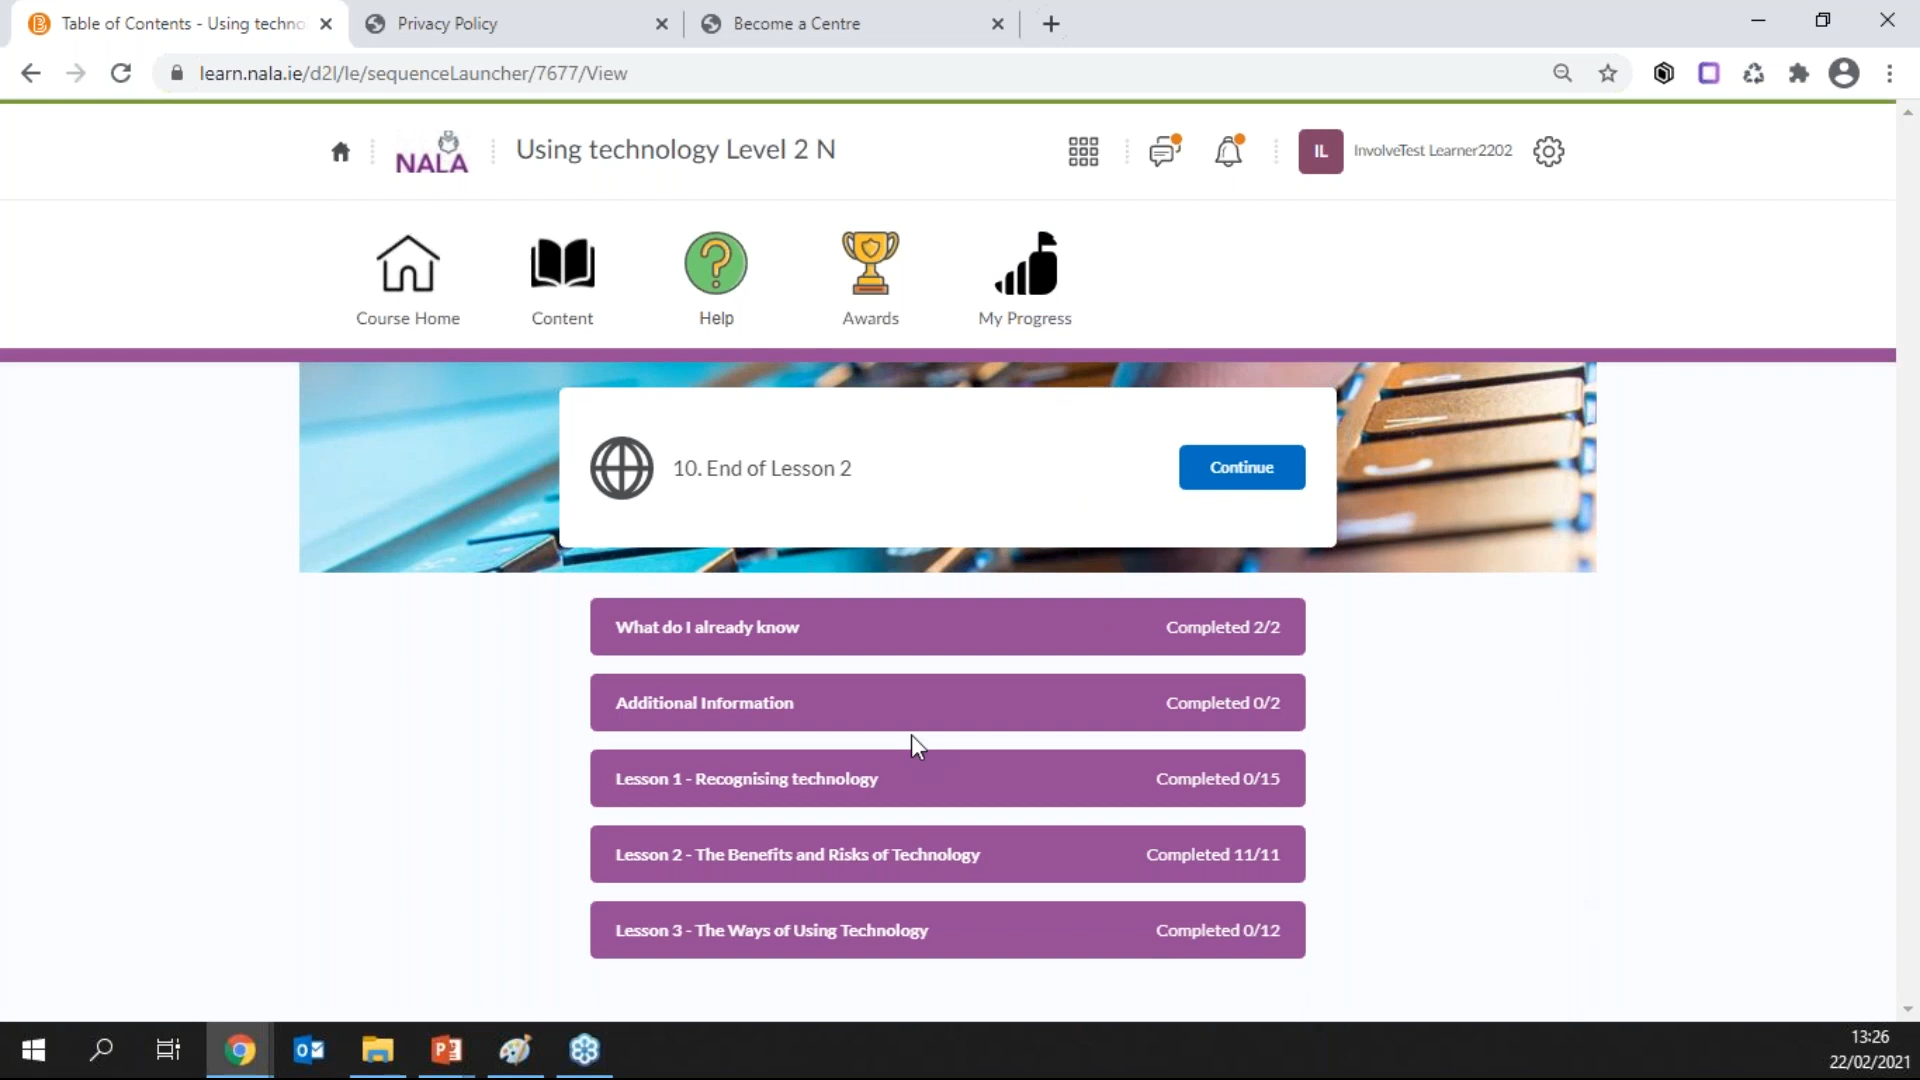 Table of Contents - Using techno
Privacy Policy
Become a Centre
learn.nala.ie/d2l/le/sequenceLauncher/7677/View
NALA
Using technology Level 2 N
IL
InvolveTest Learner2202
Course Home
Content
Help
Awards
My Progress
10. End of Lesson 2
Continue
What do I already know
Completed 2/2
Additional Information
Completed 0/2
Lesson 1 - Recognising technology
Completed 0/15
Lesson 2 - The Benefits and Risks of Technology
Completed 11/11
Lesson 3 - The Ways of Using Technology
Completed 0/12
13:26
22/02/2021